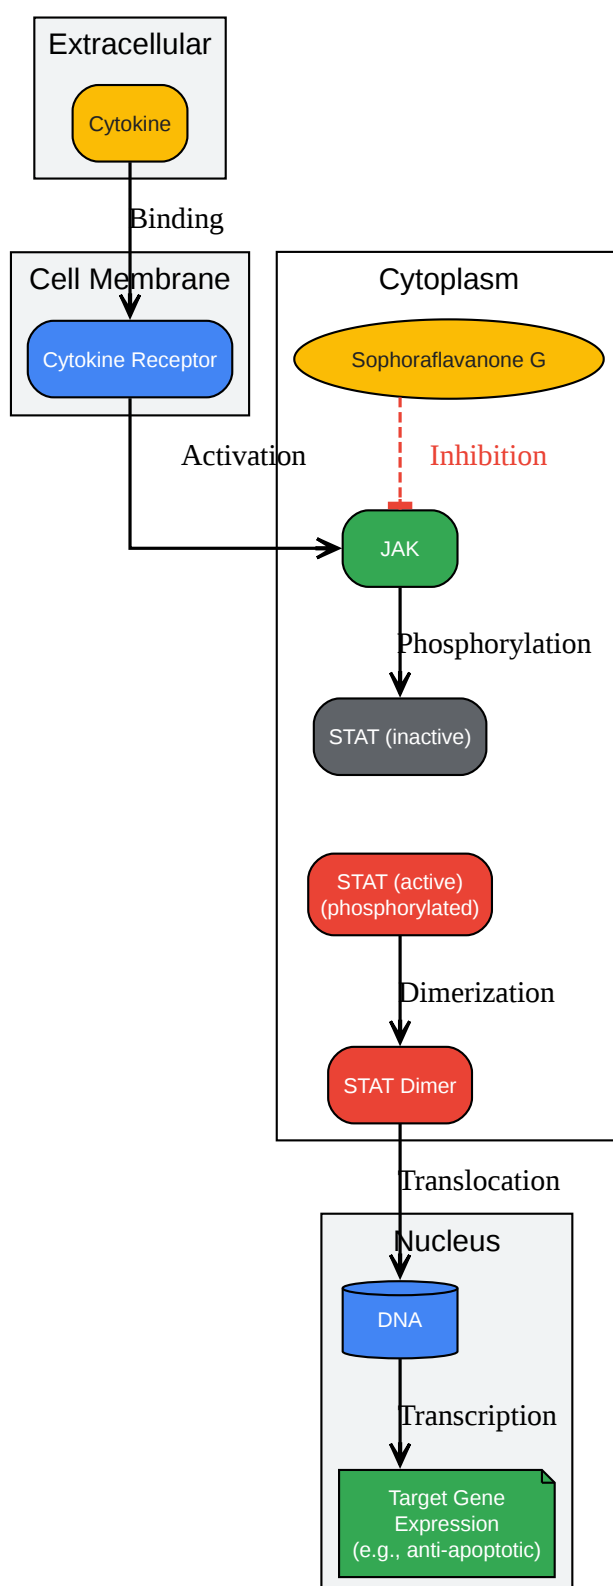 Extracellular
Cytokine
Binding
Cell Membrane
Cytokine Receptor
Cytoplasm
Sophoraflavanone G
Activation
Inhibition
JAK
Phosphorylation
STAT (inactive)
STAT (active)
(phosphorylated)
Dimerization
STAT Dimer
Translocation
Nucleus
DNA
Transcription
Target Gene
Expression
(e.g., anti-apoptotic)